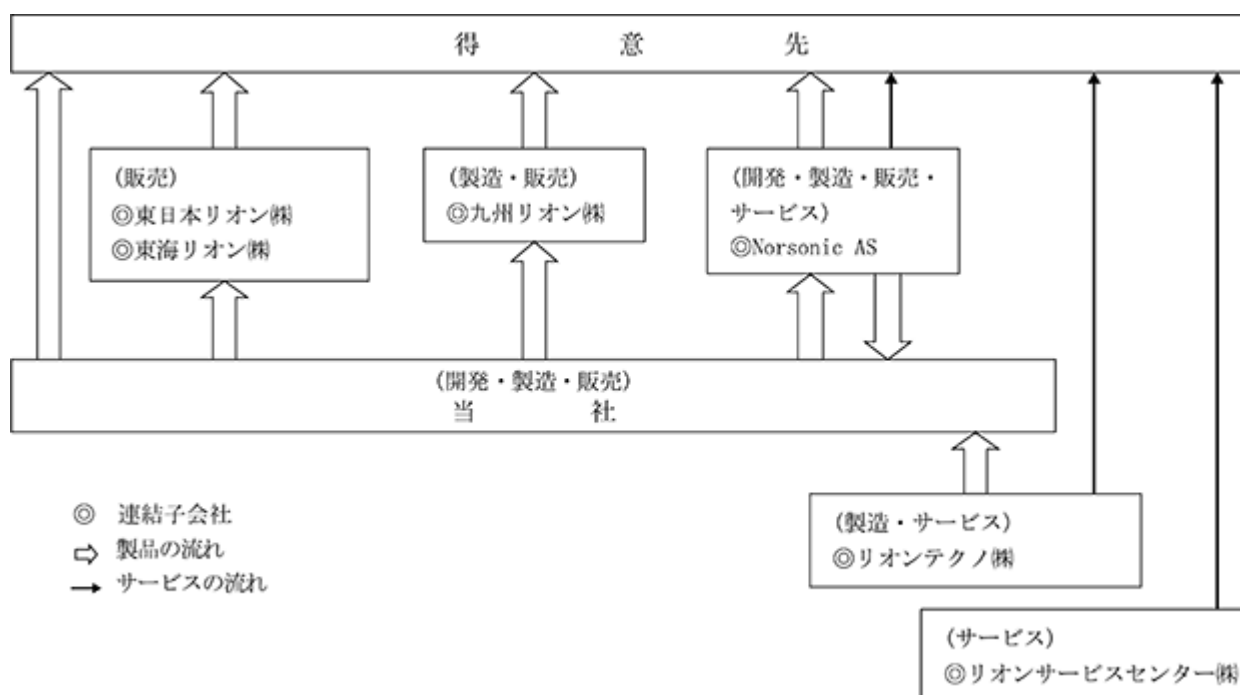 得意先
(販売)
◎東日本リオン㈱
◎東海リオン㈱
(製造・販売)
◎九州リオン㈱
(開発・製造・販売・
サービス)
◎Norsonic AS
(開発・製造・販売)
当社
◎ 連結子会社
⇨ 製品の流れ
→ サービスの流れ
(製造・サービス)
◎リオンテクノ㈱
(サービス)
◎リオンサービスセンター㈱